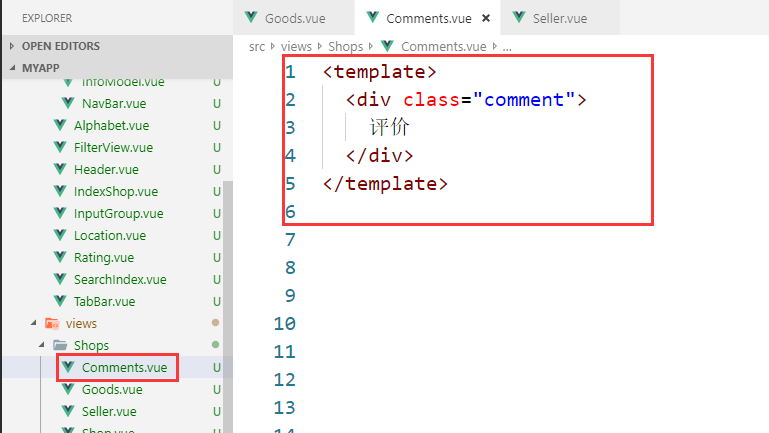 EXPLORER
OPEN EDITORS
MYAPP
InfoModel.vue U
NavBar.vue U
Alphabet.vue U
FilterView.vue U
Header.vue U
IndexShop.vue U
InputGroup.vue U
Location.vue U
Rating.vue U
SearchIndex.vue U
TabBar.vue U
views
Shops
Comments.vue U
Goods.vue U
Seller.vue U
Shop.vue U
Goods.vue Comments.vue × Seller.vue
src › views › Shops › Comments.vue › ...
1 <template>
2 <div class="comment">
3 评价
4 </div>
5 </template>
6
7
8
9
10
11
12
13
14